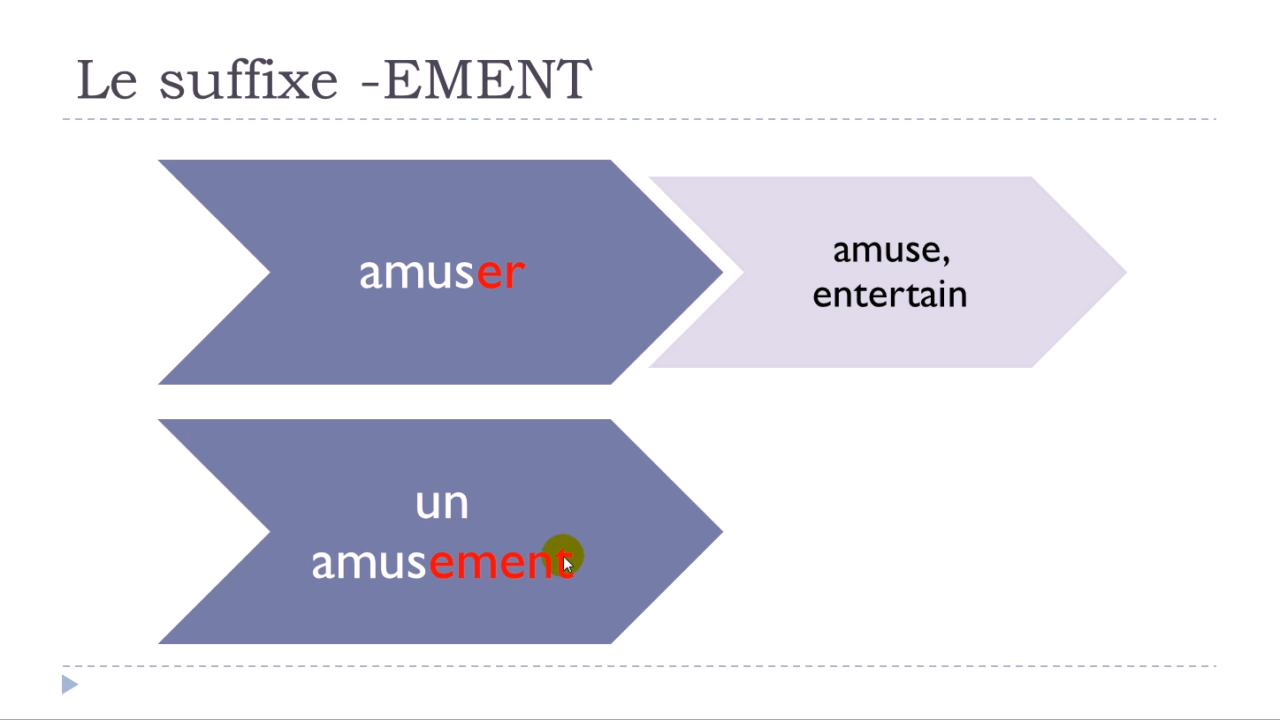 Le suffixe -EMENT
amuser
amuse,
entertain
un
amusement